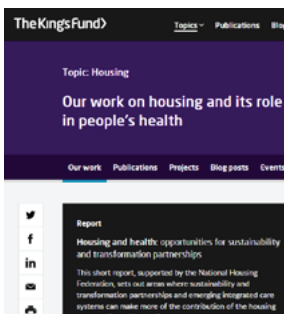 TheKingsFund>
Topics Publications Blog
Topic: Housing
Our work on housing and its role
in people's health
Our work Publications Projects Blog posts Events
Report
Housing and health: opportunities for sustainability
and transformation partnerships
This short report, supported by the National Housing
Federation, sets out areas where sustainability and
transformation partnerships and emerging integrated care
systems can make more of the contribution of the housing